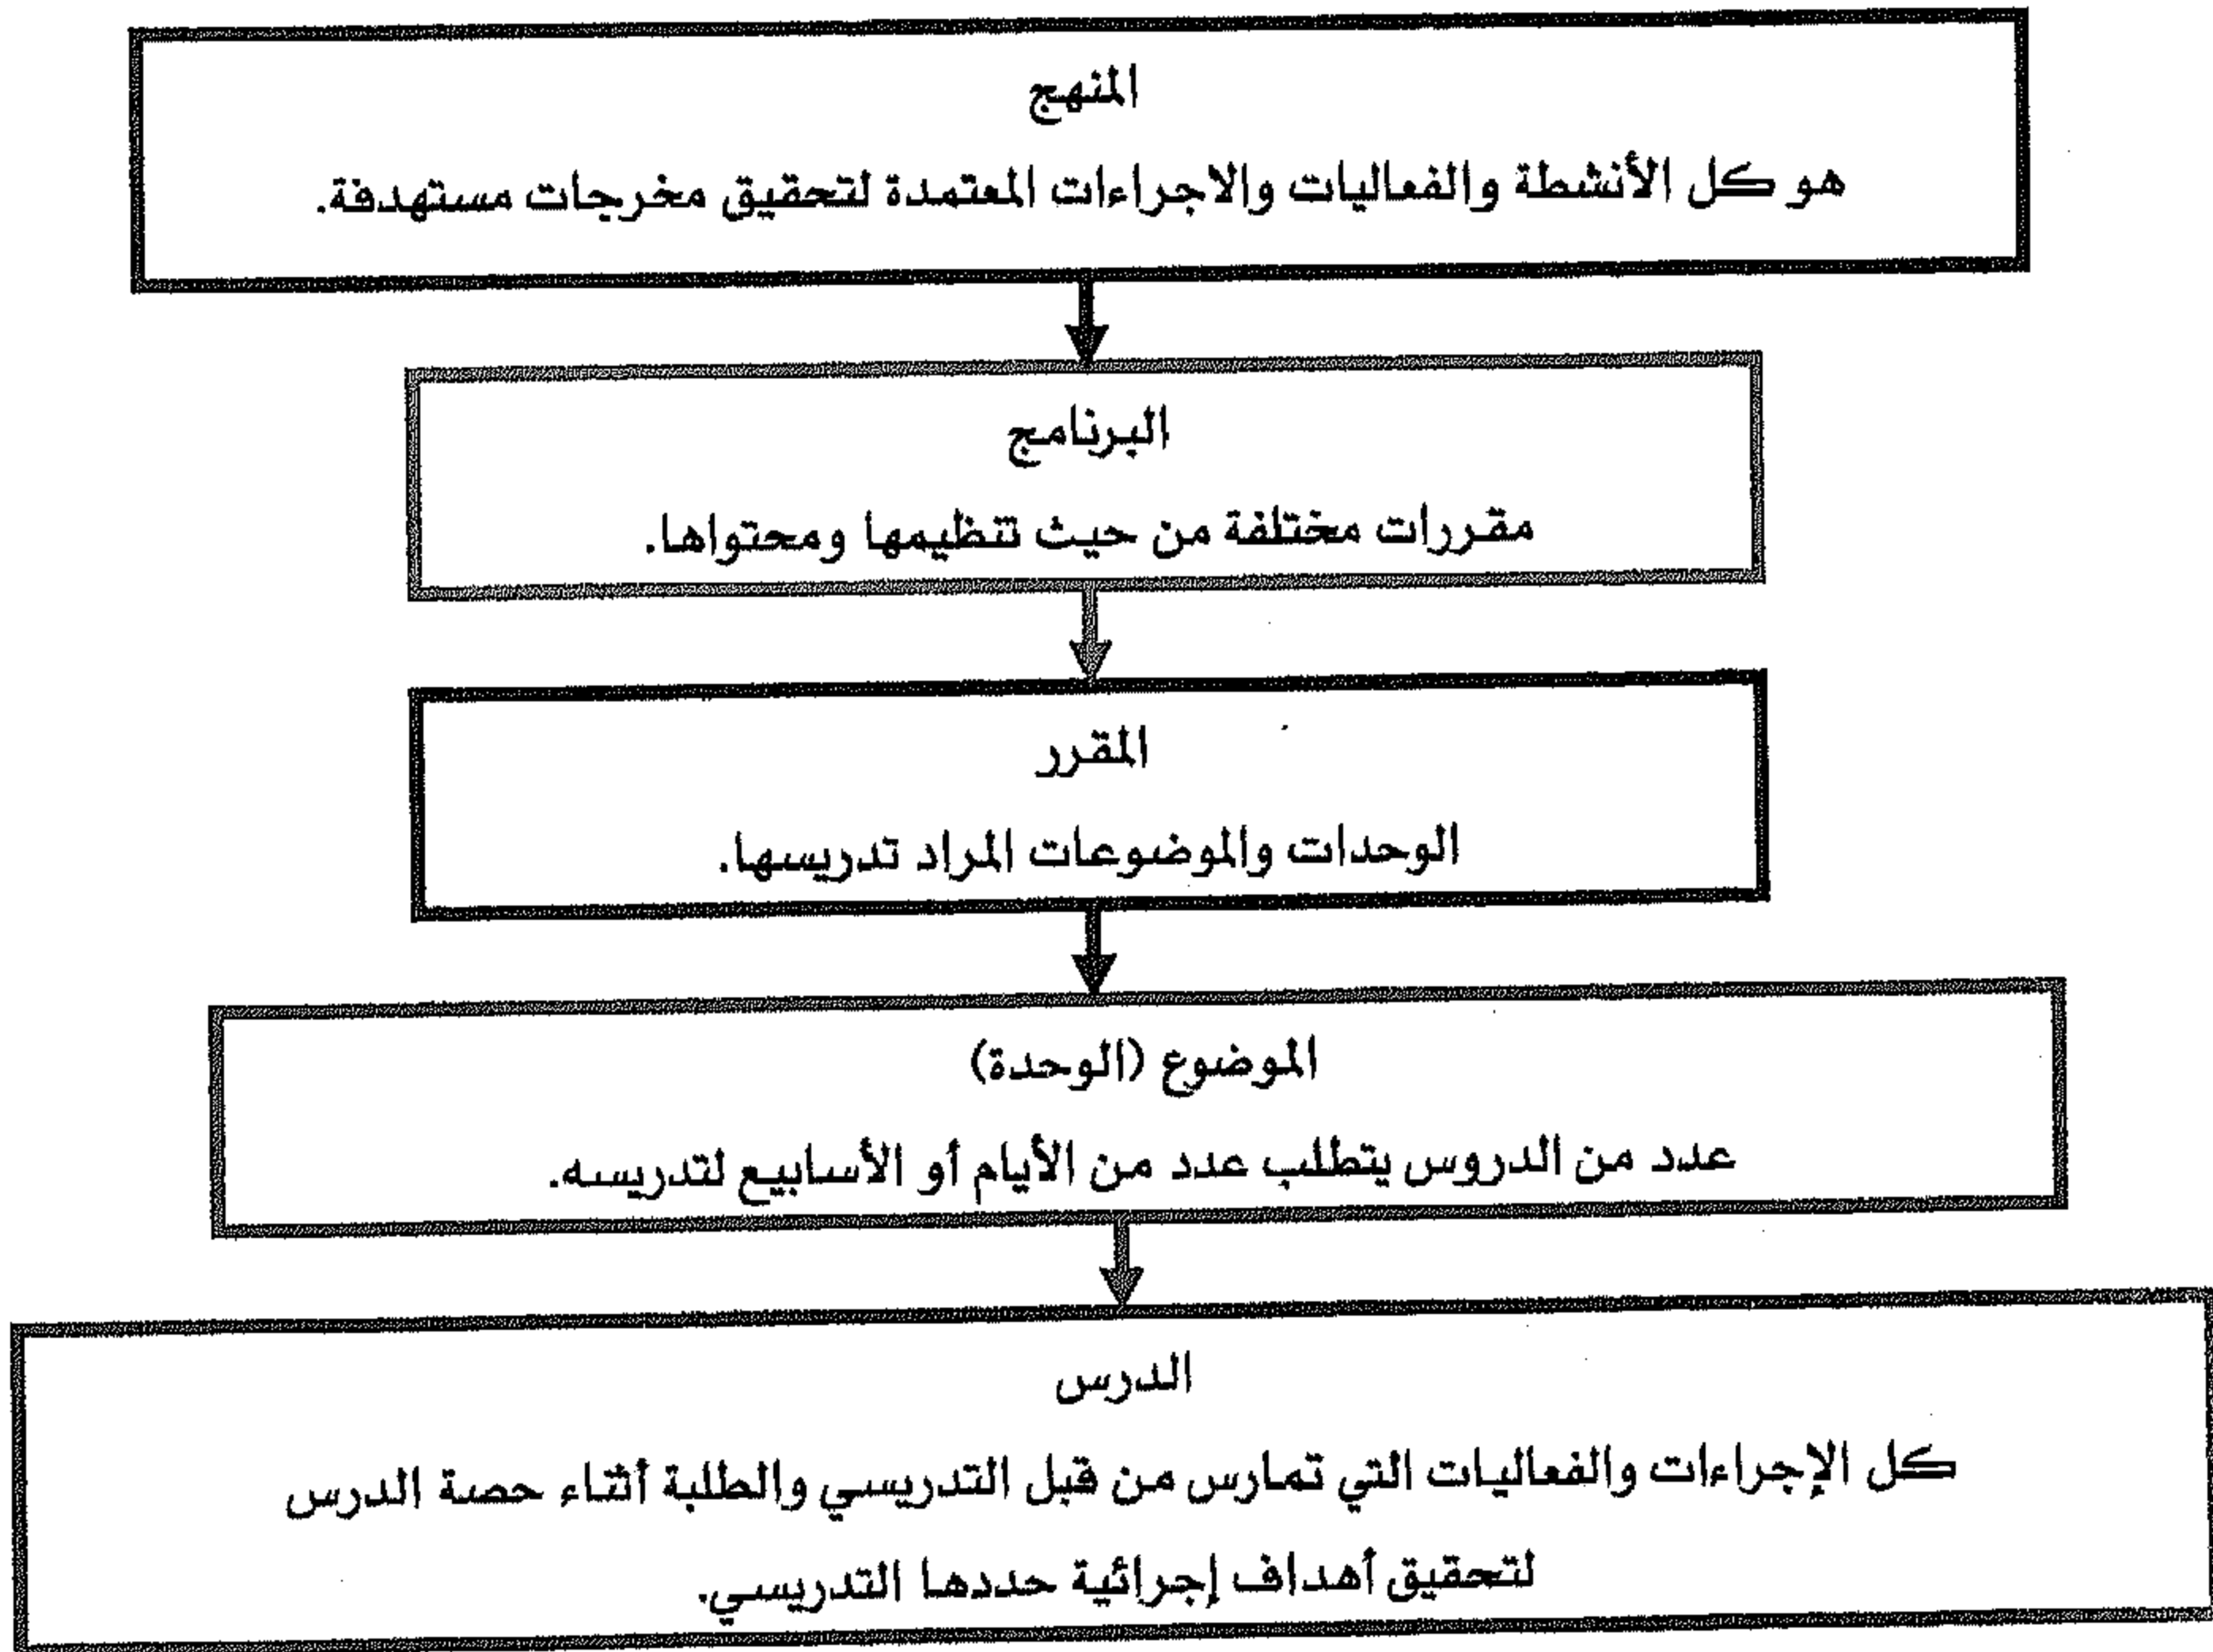 المنهج
هو كل الأنشطة والفعاليات والاجراءات المعتمدة لتحقيق مخرجات مستهدفة.
البرنامج
مقررات مختلفة من حيث تنظيمها ومحتواها.
المقرر
الوحدات والموضوعات المراد تدريسها.
الموضوع (الوحدة)
عدد من الدروس يتطلب عدد من الأيام أو الأسابيع لتدريسه.
الدرس
كل الإجراءات والفعاليات التي تمارس من قبل التدريسي والطلبة أثناء حصة الدرس
لتحقيق أهداف إجرائية حددها التدريسي.